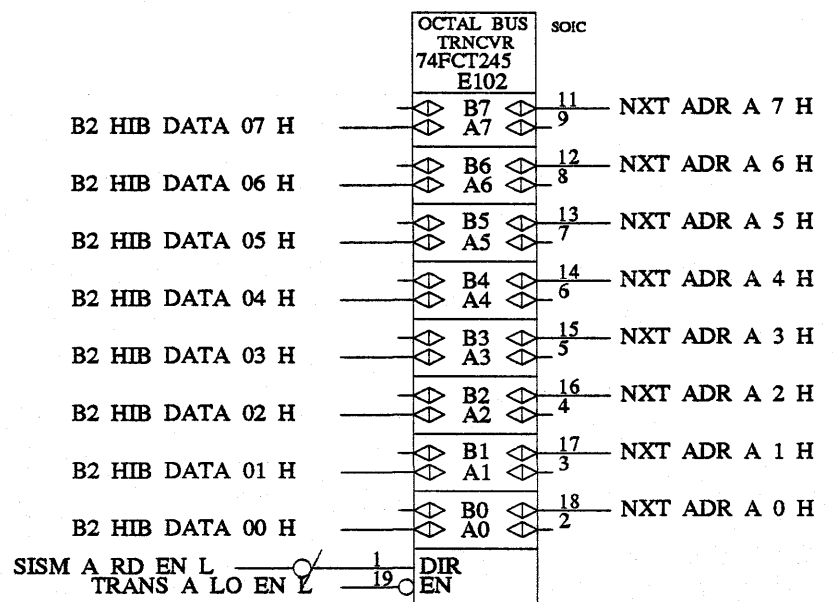 OCTAL BUS SOIC
TRNCVR
74FCT245
E102
B7 11 NXT ADR A 7 H
B2 HIB DATA 07 H A7 9
B6 12 NXT ADR A 6 H
B2 HIB DATA 06 H A6 8
B5 13 NXT ADR A 5 H
B2 HIB DATA 05 H A5 7
B4 14 NXT ADR A 4 H
B2 HIB DATA 04 H A4 6
B3 15 NXT ADR A 3 H
B2 HIB DATA 03 H A3 5
B2 16 NXT ADR A 2 H
B2 HIB DATA 02 H A2 4
B1 17 NXT ADR A 1 H
B2 HIB DATA 01 H A1 3
B0 18 NXT ADR A 0 H
B2 HIB DATA 00 H A0 2
SISM A RD EN L 1 DIR
TRANS A LO EN L 19 EN